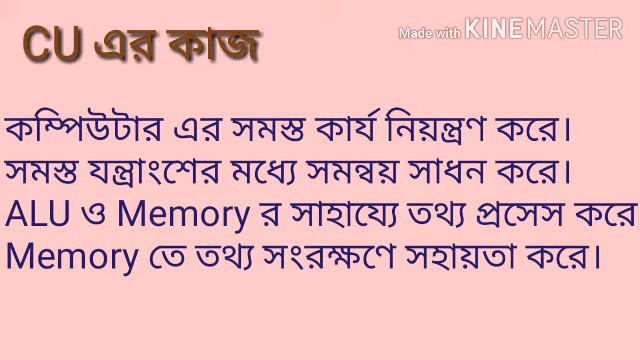 CU এর কাজ
Made with KINEMASTER
কম্পিউটার এর সমস্ত কার্য নিয়ন্ত্রণ করে।
সমস্ত যন্ত্রাংশের মধ্যে সমন্বয় সাধন করে।
ALU ও Memory র সাহায্যে তথ্য প্রসেস করে
Memory তে তথ্য সংরক্ষণে সহায়তা করে।